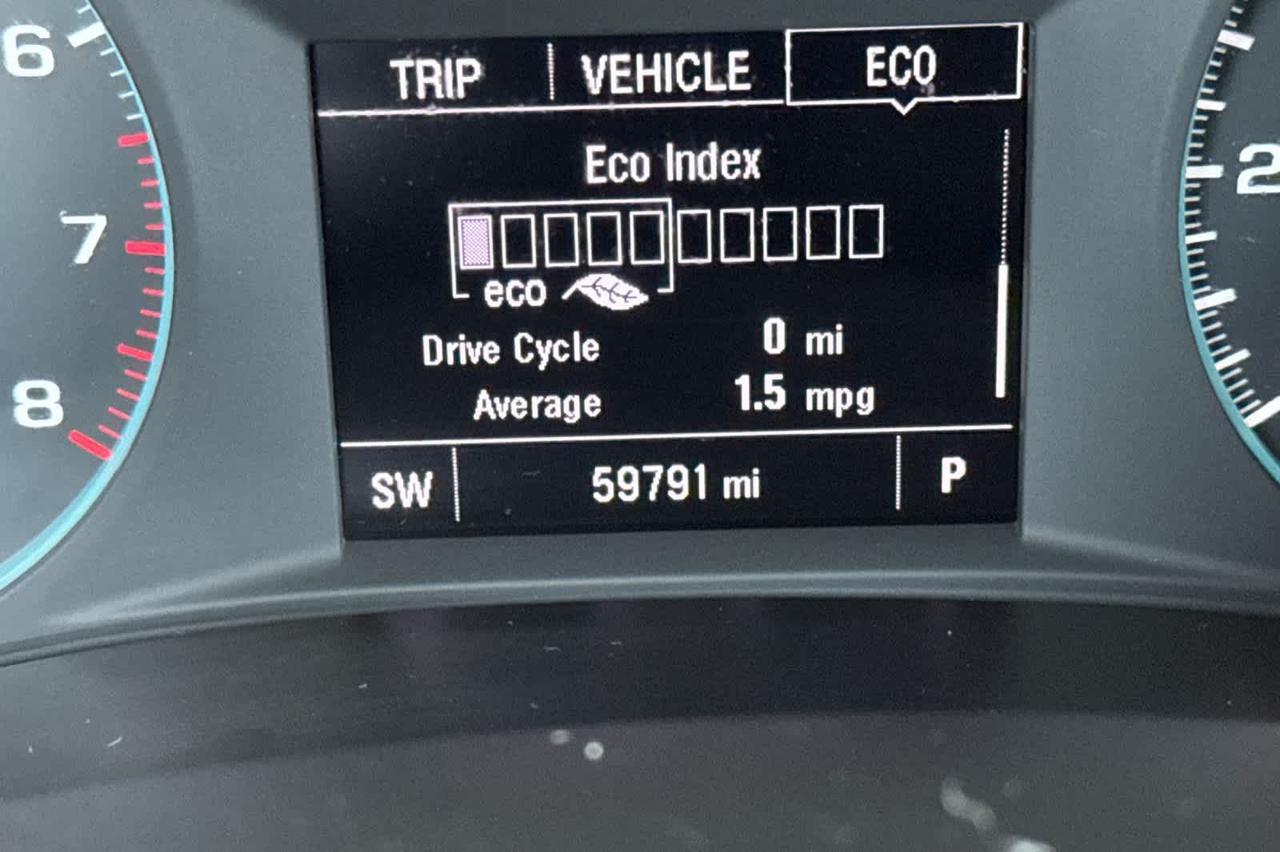 6
7
8
TRIP VEHICLE ECO
Eco Index
eco
Drive Cycle 0 mi
Average 1.5 mpg
SW 59791 mi P
2